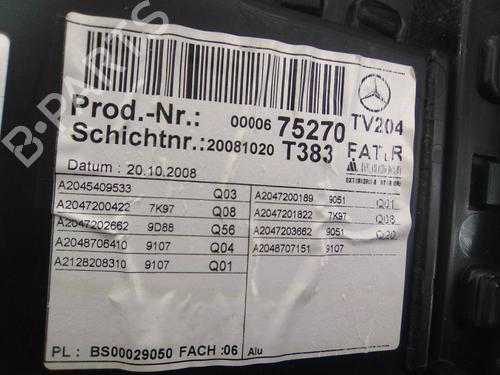 B-PARTS
Prod.-Nr.: 00006 75270 TV204
Schichtnr.: 20081020 T383 FAT.R
Datum : 20.10.2008
A2045409533 Q03 A2047200189 9051 Q01
A2047200422 7K97 Q08 A2047201822 7K97 Q08
A2047202662 9D88 Q56 A2047203662 9051
A2048706410 9107 Q04 A2048707151 9107
A2128208310 9107 Q01
PL : BS00029050 FACH :06 Alu